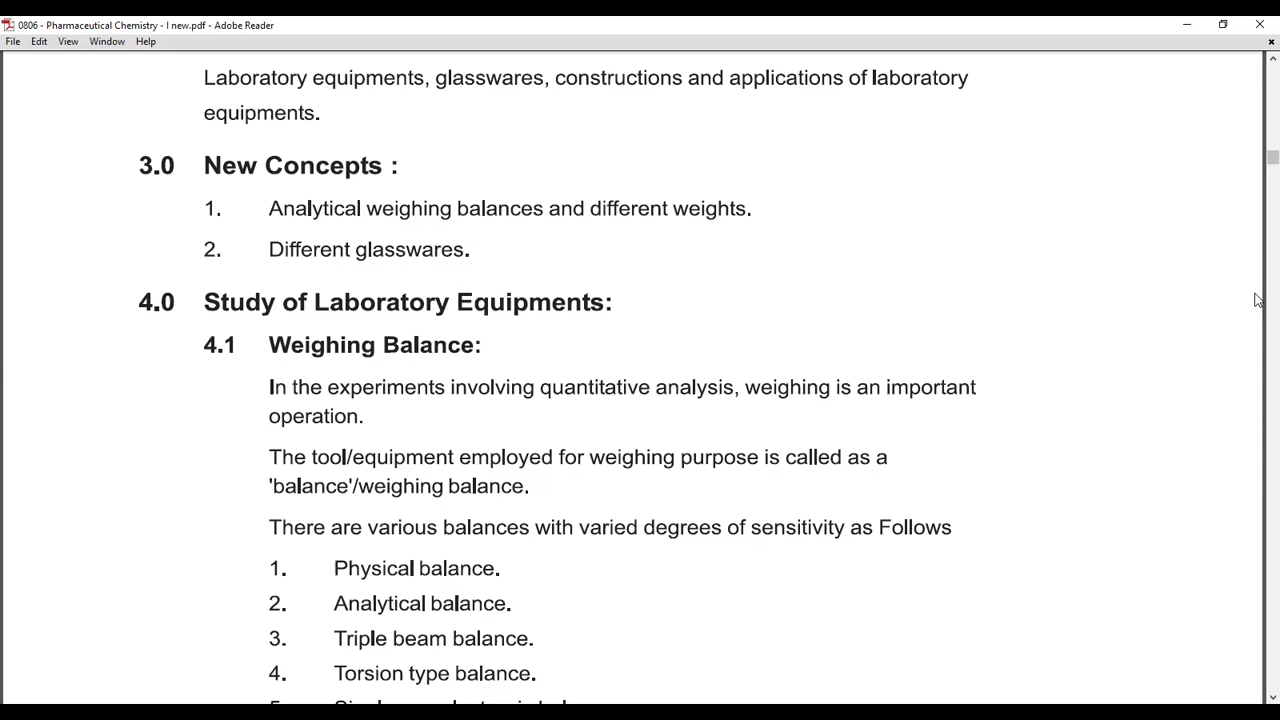 0806 - Pharmaceutical Chemistry - I new.pdf - Adobe Reader
File Edit View Window Help
Laboratory equipments, glasswares, constructions and applications of laboratory
equipments.
3.0 New Concepts :
1. Analytical weighing balances and different weights.
2. Different glasswares.
4.0 Study of Laboratory Equipments:
4.1 Weighing Balance:
In the experiments involving quantitative analysis, weighing is an important
operation.
The tool/equipment employed for weighing purpose is called as a
'balance'/weighing balance.
There are various balances with varied degrees of sensitivity as Follows
1. Physical balance.
2. Analytical balance.
3. Triple beam balance.
4. Torsion type balance.